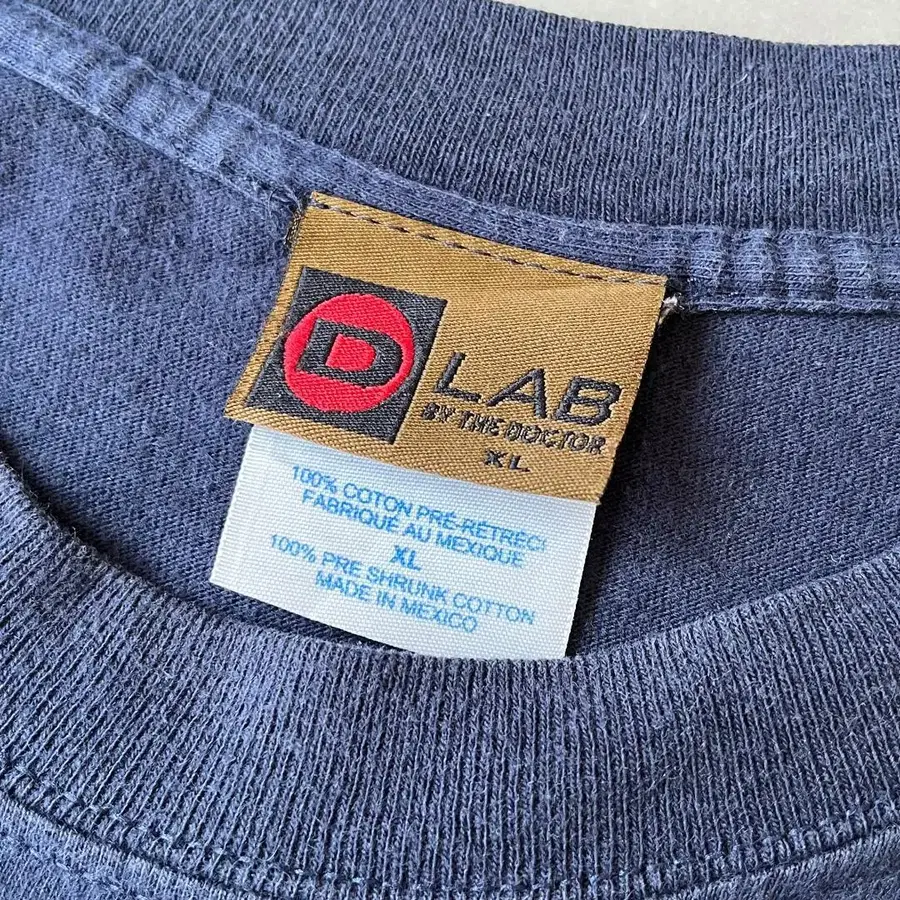 D LAB
BY THE DOCTOR
XL
100% COTON PRÉ-RÉTRÉCI
FABRIQUÉ AU MEXIQUE
XL
100% PRE SHRUNK COTTON
MADE IN MEXICO